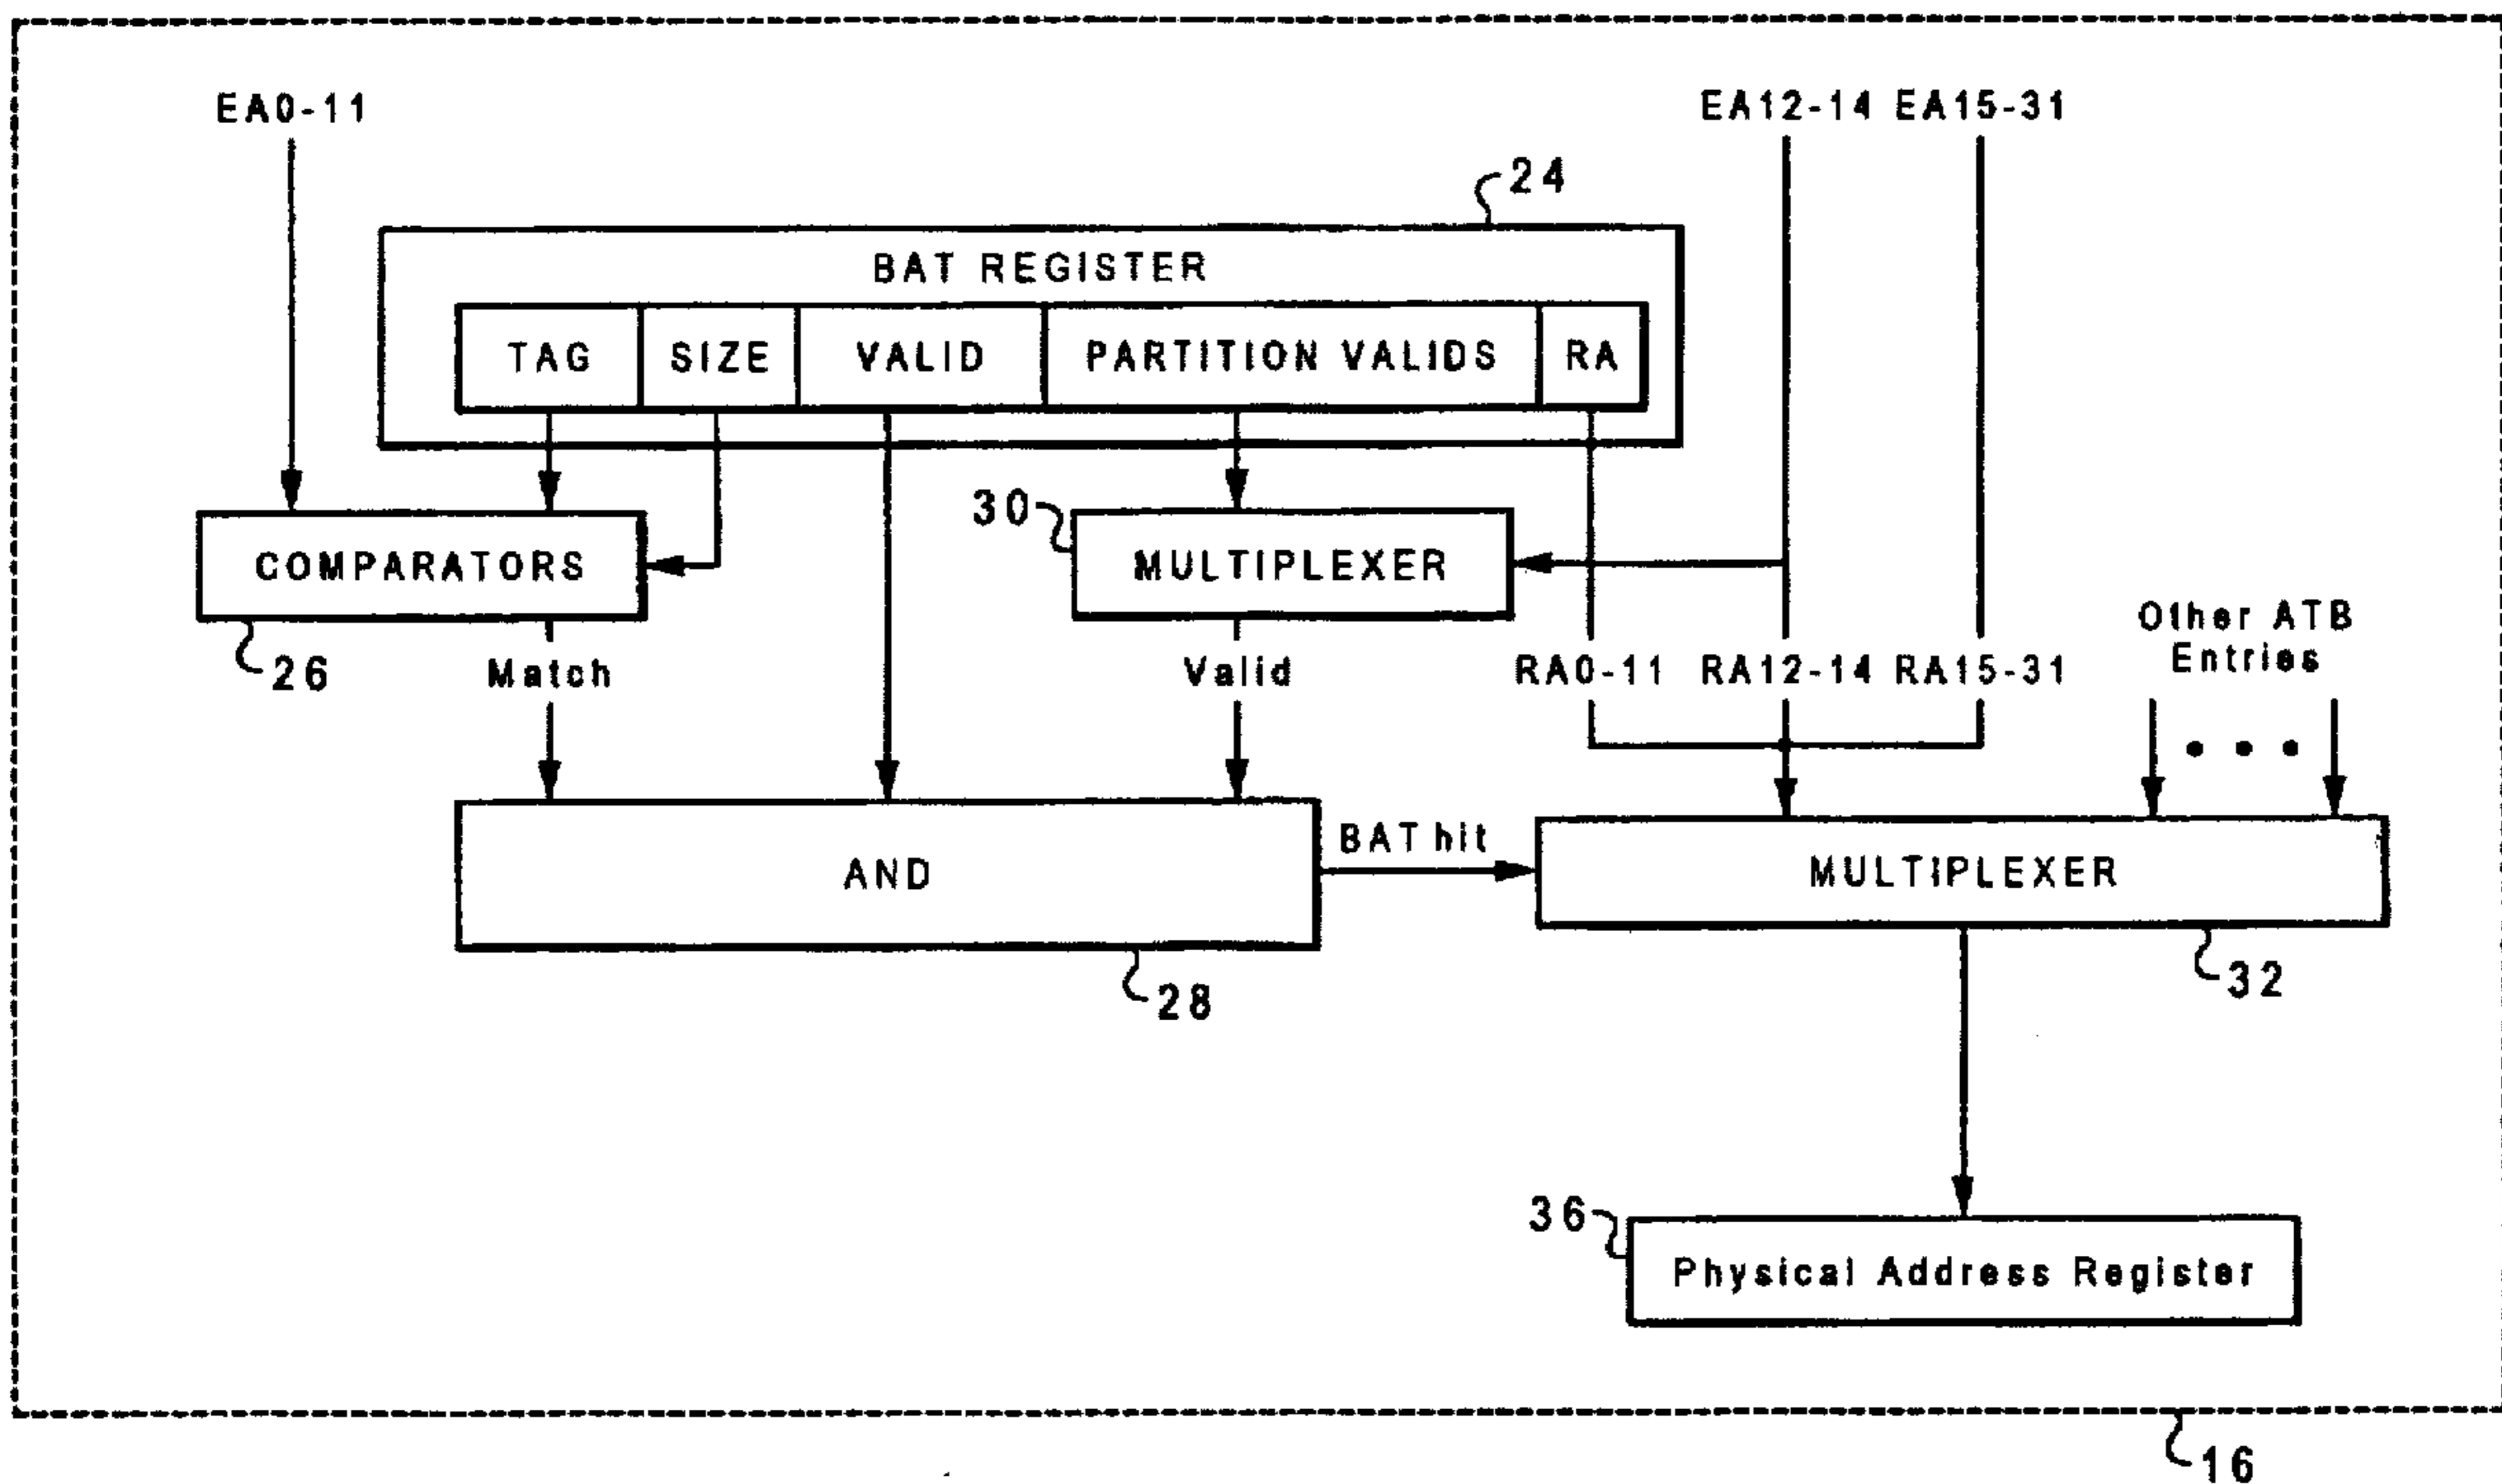 EA0-11
EA12-14 EA15-31
24
BAT REGISTER
TAG SIZE VALID PARTITION VALIDS RA
30
COMPARATORS
MULTIPLEXER
Other ATB
Entries
26
Match
Valid
RA0-11 RA12-14 RA15-31
BAT hit
AND
MULTIPLEXER
28
32
36
Physical Address Register
16